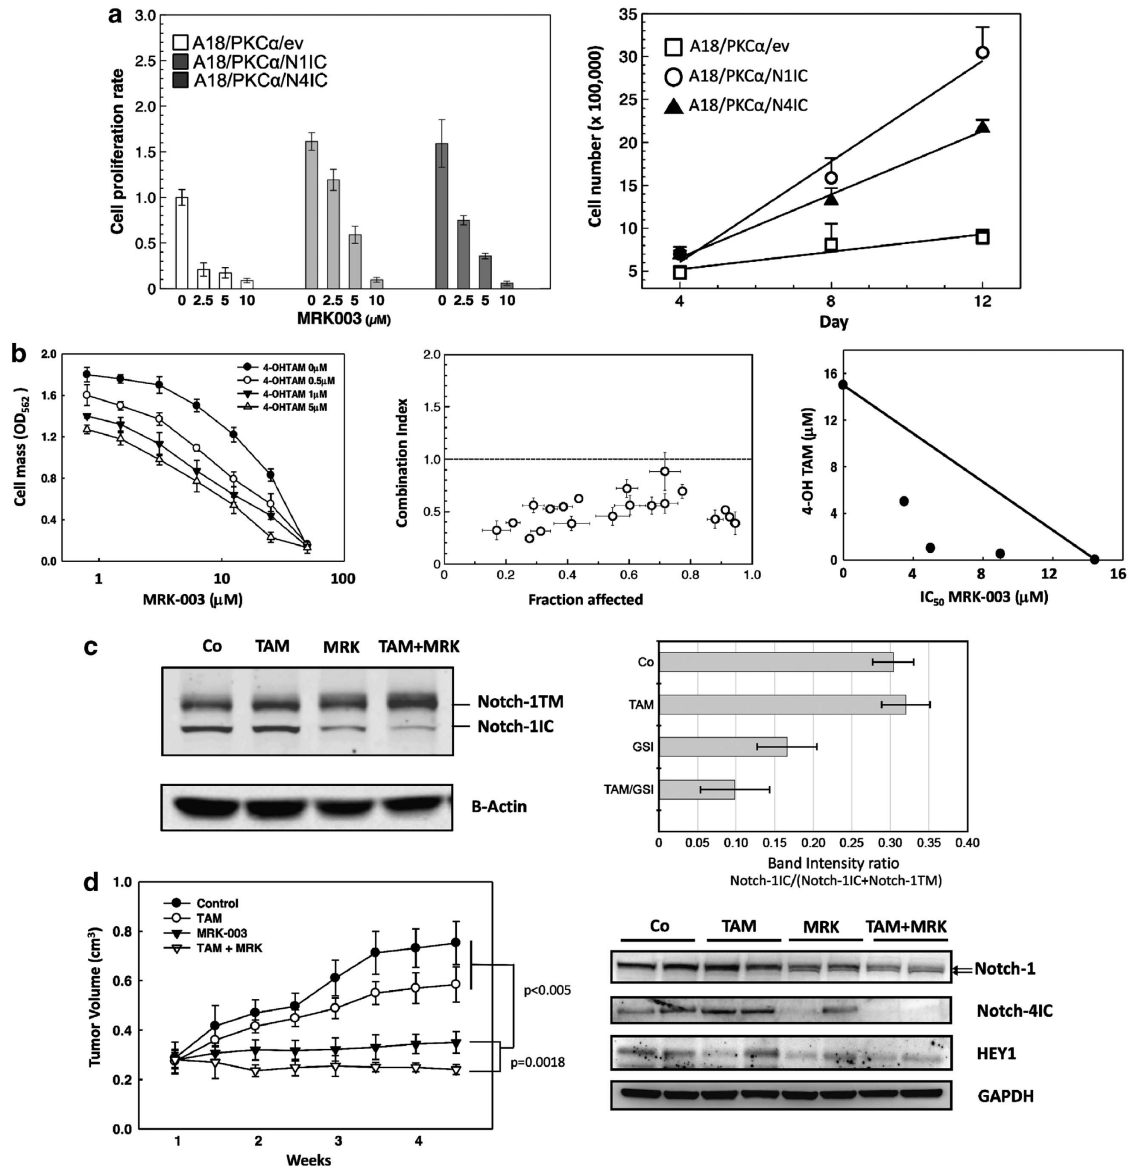 a
3.0
2.5
2.0
1.5
1.0
0.5
0
Cell proliferation rate
A18/PKCα/ev
A18/PKCα/N1IC
A18/PKCα/N4IC
0 2.5 5 10 0 2.5 5 10 0 2.5 5 10
MRK003 (μM)
35
30
25
20
15
10
5
Cell number (x 100,000)
A18/PKCα/ev
A18/PKCα/N1IC
A18/PKCα/N4IC
4 8 12
Day
b
2.0
1.6
1.2
0.8
0.4
0.0
Cell mass (OD562)
4-OHTAM 0μM
4-OHTAM 0.5μM
4-OHTAM 1μM
4-OHTAM 5μM
1 10 100
MRK-003 (μM)
2.0
1.5
1.0
0.5
0
Combination Index
0 0.2 0.4 0.6 0.8 1.0
Fraction affected
16
12
8
4
0
4-OH TAM (μM)
0 4 8 12 16
IC50 MRK-003 (μM)
c
Co TAM MRK TAM+MRK
Notch-1TM
Notch-1IC
B-Actin
Co
TAM
GSI
TAM/GSI
0 0.05 0.10 0.15 0.20 0.25 0.30 0.35 0.40
Band Intensity ratio
Notch-1IC/(Notch-1IC+Notch-1TM)
d
1.0
0.8
0.6
0.4
0.2
0.0
Tumor Volume (cm3)
Control
TAM
MRK-003
TAM + MRK
p<0.005
p=0.0018
1 2 3 4
Weeks
Co TAM MRK TAM+MRK
Notch-1
Notch-4IC
HEY1
GAPDH